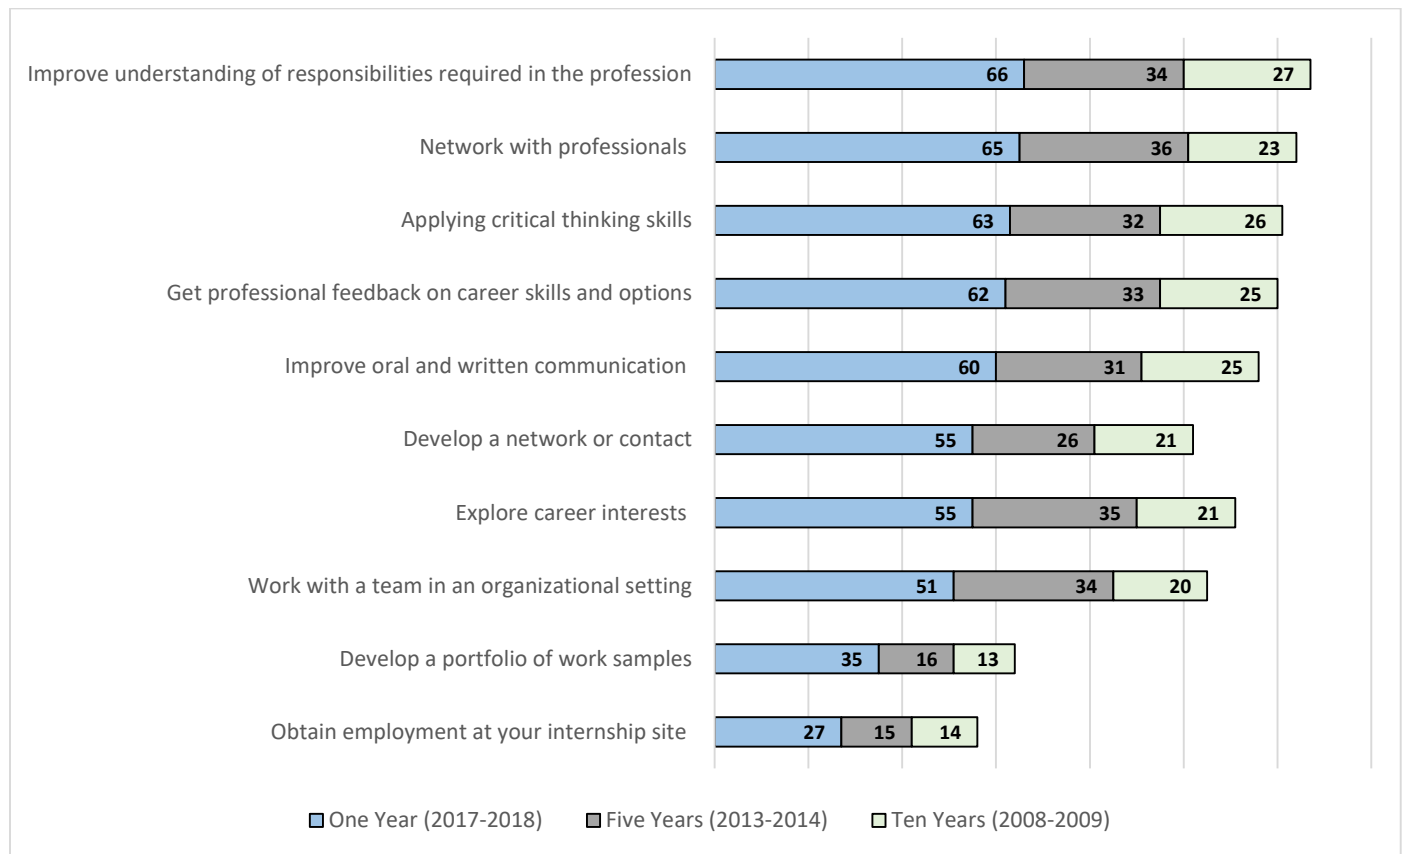 Improve understanding of responsibilities required in the profession 66 34 27
Network with professionals 65 36 23
Applying critical thinking skills 63 32 26
Get professional feedback on career skills and options 62 33 25
Improve oral and written communication 60 31 25
Develop a network or contact 55 26 21
Explore career interests 55 35 21
Work with a team in an organizational setting 51 34 20
Develop a portfolio of work samples 35 16 13
Obtain employment at your internship site 27 15 14
One Year (2017-2018) Five Years (2013-2014) Ten Years (2008-2009)